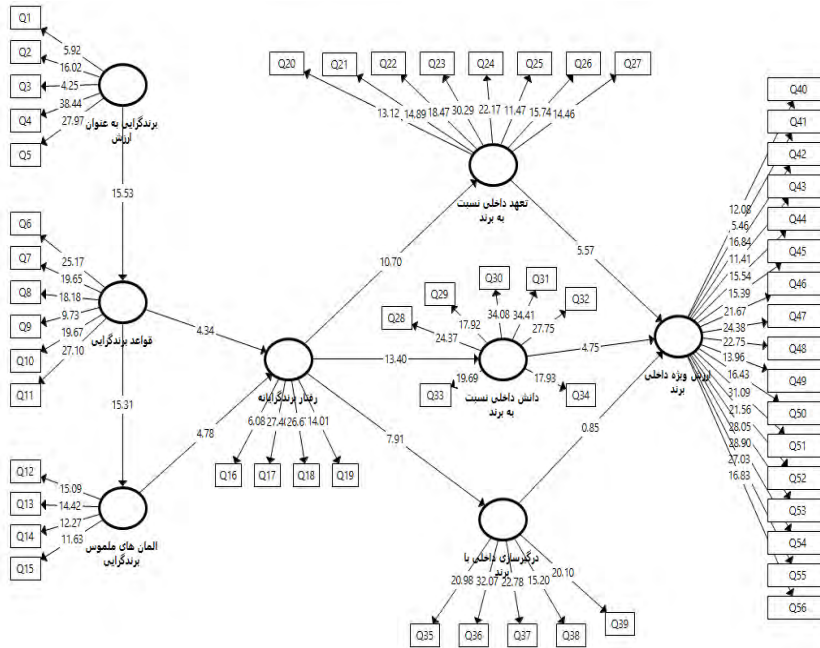 Q1
Q2
Q3
Q4
Q5
5.92
16.02
4.25
38.44
27.97
برندگرایی به عنوان
ارزش
15.53
Q6
Q7
Q8
Q9
Q10
Q11
25.17
19.65
18.18
9.73
19.67
27.10
قواعد برندگرایی
15.31
Q12
Q13
Q14
Q15
15.09
14.42
12.27
11.63
المان های ملموس
برندگرایی
4.34
4.78
رفتار برندگرایانه
6.08
14.01
Q16
Q17
Q18
Q19
10.70
13.40
7.91
Q20
Q21
Q22
Q23
Q24
Q25
Q26
Q27
13.12
14.89
18.47
30.29
22.17
11.47
15.74
14.46
تعهد داخلی نسبت
به برند
5.57
Q28
Q29
Q30
Q31
Q32
Q33
Q34
24.37
17.92
34.08
34.41
27.75
19.69
17.93
دانش داخلی نسبت
به برند
4.75
درگیرسازی داخلی با
برند
0.85
20.98
32.07
22.78
15.20
20.10
Q35
Q36
Q37
Q38
Q39
ارزش ویژه داخلی
برند
12.08
5.46
16.84
11.41
15.54
15.39
21.67
24.38
22.75
13.96
16.43
31.09
21.56
28.05
28.90
27.03
16.83
Q40
Q41
Q42
Q43
Q44
Q45
Q46
Q47
Q48
Q49
Q50
Q51
Q52
Q53
Q54
Q55
Q56